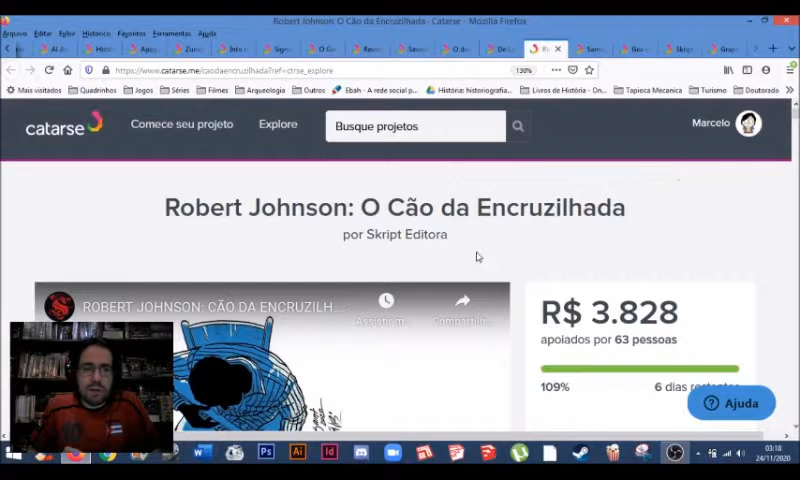 Robert Johnson: O Cão da Encruzilhada - Catarse - Mozilla Firefox
Arquivo Editar Exibir Histórico Favoritos Ferramentas Ajuda
https://www.catarse.me/caodaencruzilhada?ref=ctrse_explore
130%
Mais visitados Quadrinhos Jogos Séries Filmes Arqueologia Outros Ebah - A rede social p... História: historiografia... Livros de História - On... Tapioca Mecanica Turismo Doutorado
catarse
Comece seu projeto
Explore
Busque projetos
Marcelo
Robert Johnson: O Cão da Encruzilhada
por Skript Editora
ROBERT JOHNSON: CÃO DA ENCRUZILH...
Assistir m...
Compartilh...
R$ 3.828
apoiados por 63 pessoas
109%
6 dias restantes
Ajuda
03:18
24/11/2020